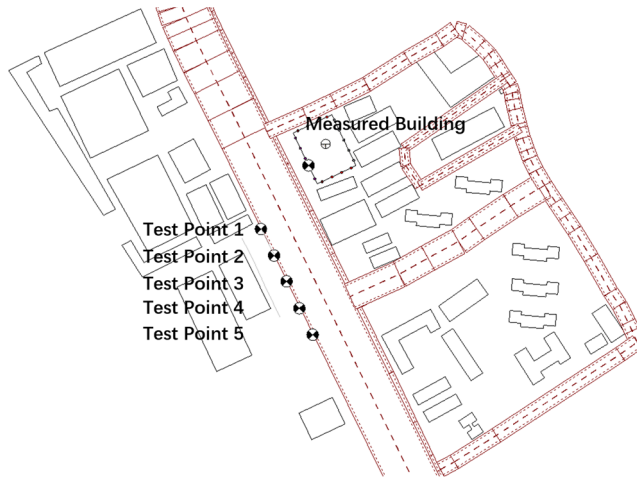 Measured Building
Test Point 1
Test Point 2
Test Point 3
Test Point 4
Test Point 5